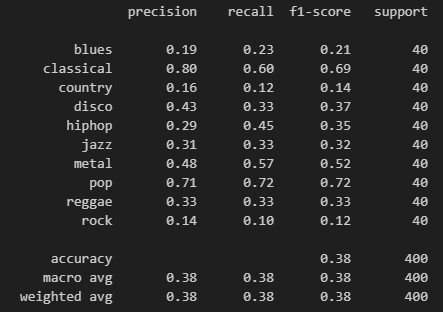 precision recall f1-score support
blues 0.19 0.23 0.21 40
classical 0.80 0.60 0.69 40
country 0.16 0.12 0.14 40
disco 0.43 0.33 0.37 40
hiphop 0.29 0.45 0.35 40
jazz 0.31 0.33 0.32 40
metal 0.48 0.57 0.52 40
pop 0.71 0.72 0.72 40
reggae 0.33 0.33 0.33 40
rock 0.14 0.10 0.12 40
accuracy 0.38 400
macro avg 0.38 0.38 0.38 400
weighted avg 0.38 0.38 0.38 400